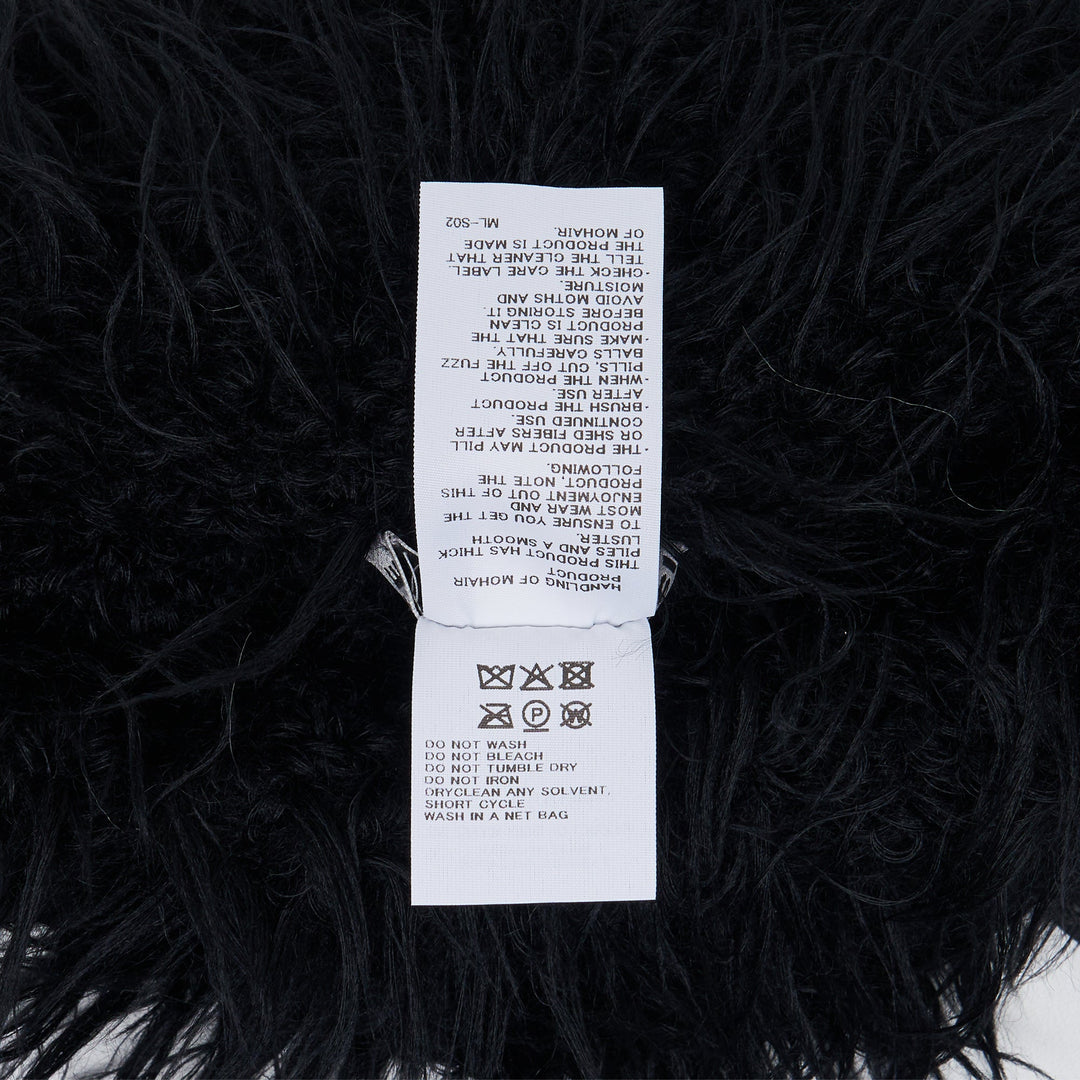 HANDLING OF MOHAIR
PRODUCT
THIS PRODUCT HAS THICK
PILES AND A SMOOTH
LUSTER.
TO ENSURE YOU GET THE
MOST WEAR AND
ENJOYMENT OUT OF THIS
PRODUCT, NOTE THE
FOLLOWING.
・THE PRODUCT MAY PILL
OR SHED FIBERS AFTER
CONTINUED USE.
・BRUSH THE PRODUCT
AFTER USE.
・WHEN THE PRODUCT
PILLS, CUT OFF THE FUZZ
BALLS CAREFULLY.
・MAKE SURE THAT THE
PRODUCT IS CLEAN
BEFORE STORING IT.
AVOID MOTHS AND
MOISTURE.
・CHECK THE CARE LABEL.
TELL THE CLEANER THAT
THE PRODUCT IS MADE
OF MOHAIR.
ML-S02
P
W
DO NOT WASH
DO NOT BLEACH
DO NOT TUMBLE DRY
DO NOT IRON
DRYCLEAN ANY SOLVENT,
SHORT CYCLE
WASH IN A NET BAG